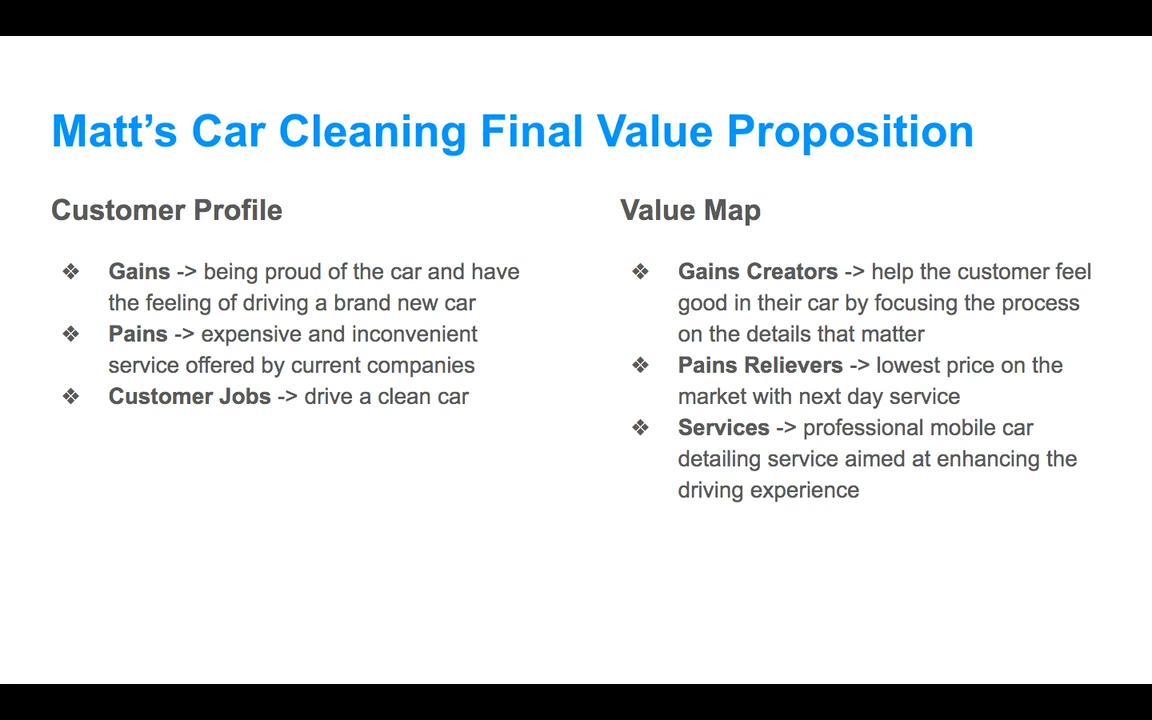 Matt’s Car Cleaning Final Value Proposition
Customer Profile
❖ Gains -> being proud of the car and have
the feeling of driving a brand new car
❖ Pains -> expensive and inconvenient
service offered by current companies
❖ Customer Jobs -> drive a clean car
Value Map
❖ Gains Creators -> help the customer feel
good in their car by focusing the process
on the details that matter
❖ Pains Relievers -> lowest price on the
market with next day service
❖ Services -> professional mobile car
detailing service aimed at enhancing the
driving experience